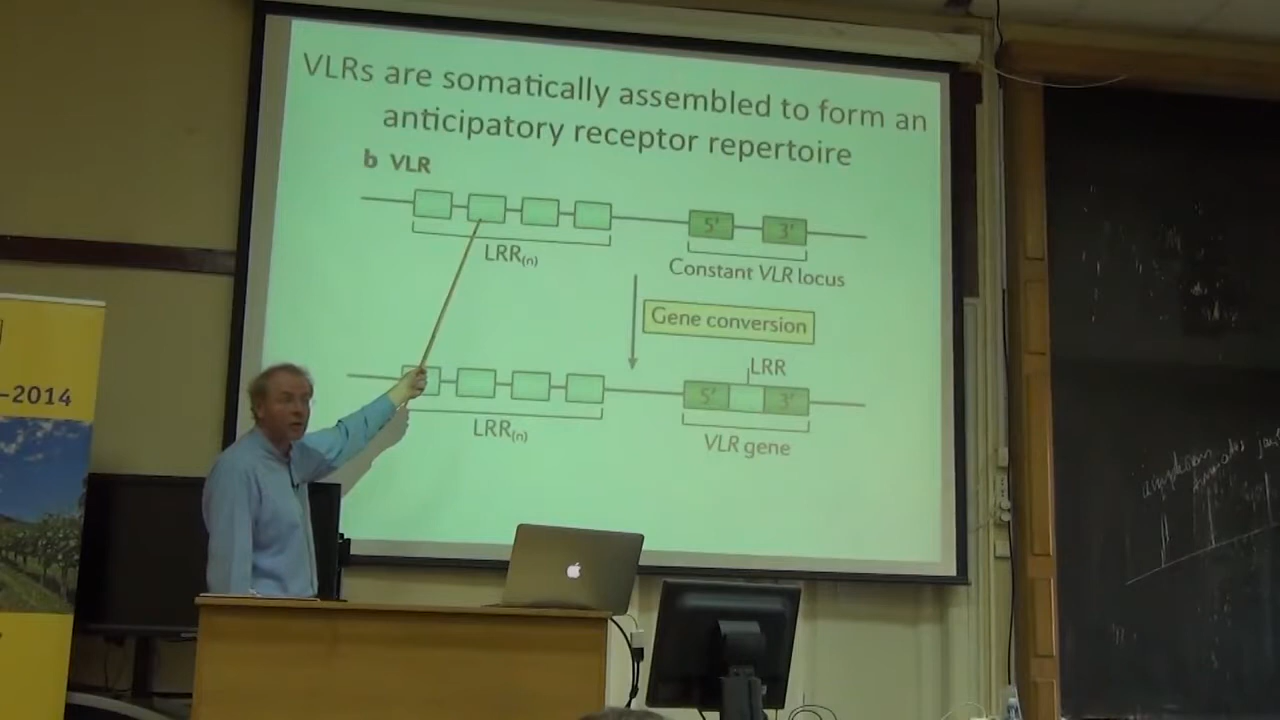 VLRs are somatically assembled to form an
anticipatory receptor repertoire
b VLR
5' 3'
LRR(n)
Constant VLR locus
Gene conversion
LRR
5' 3'
LRR(n)
VLR gene
-2014